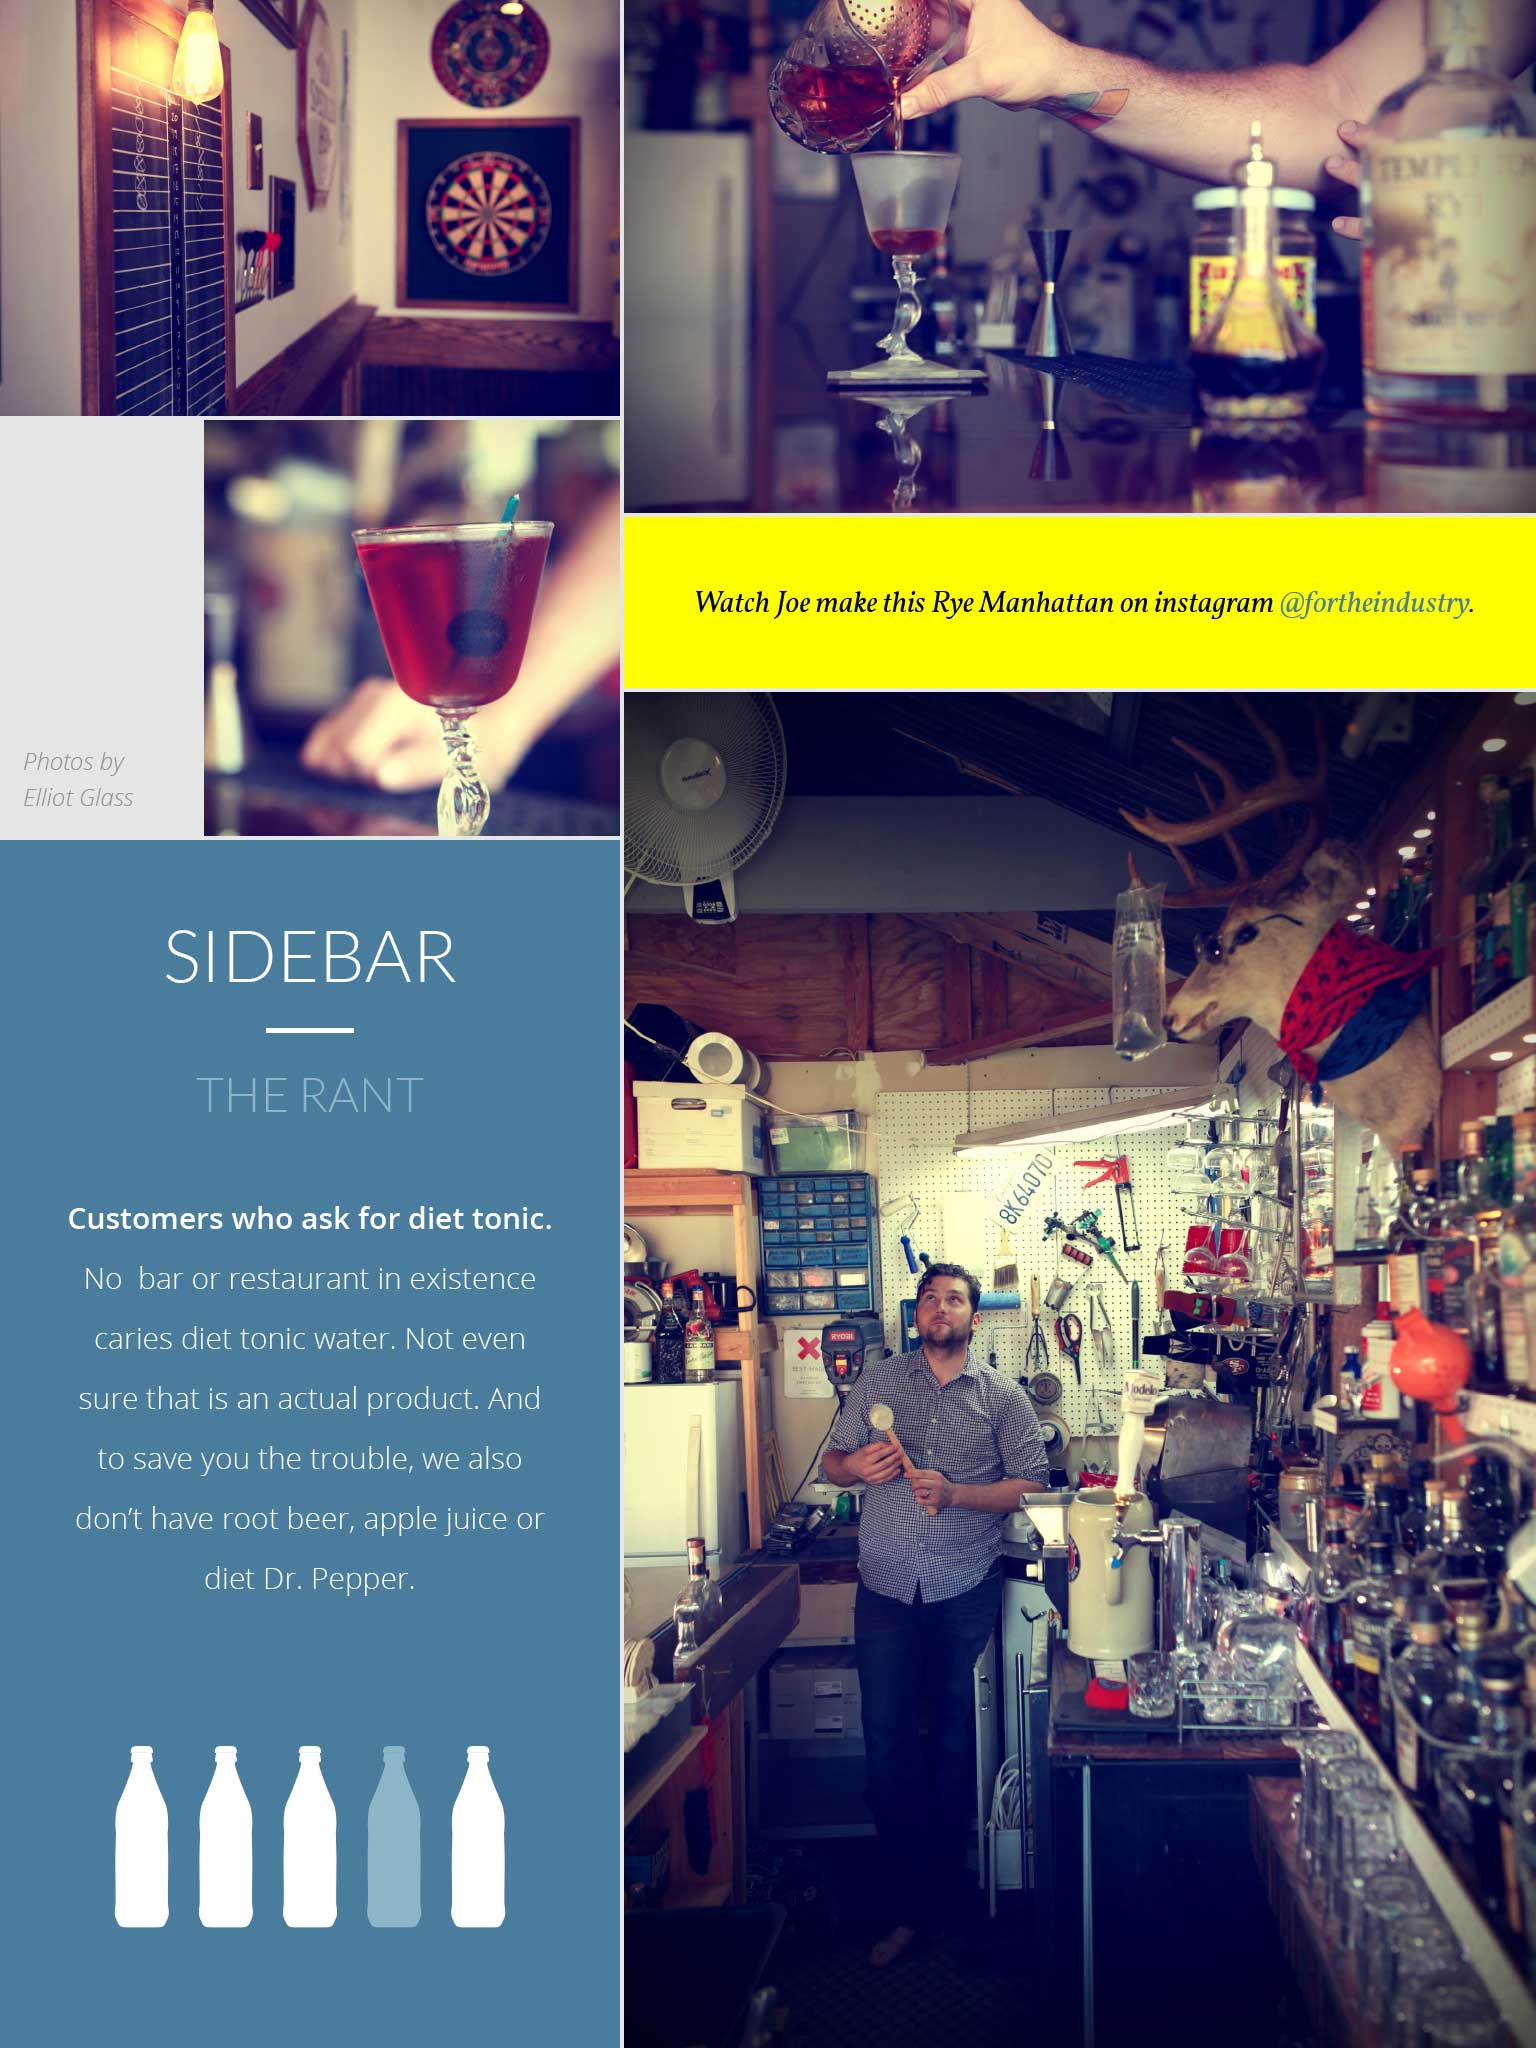 TEMPLETON
RYE
Watch Joe make this Rye Manhattan on instagram @fortheindustry.
Photos by
Elliot Glass
SIDEBAR
THE RANT
Customers who ask for diet tonic.
No  bar or restaurant in existence
caries diet tonic water. Not even
sure that is an actual product. And
to save you the trouble, we also
don’t have root beer, apple juice or
diet Dr. Pepper.
8K64070
RYOBI
Modelo